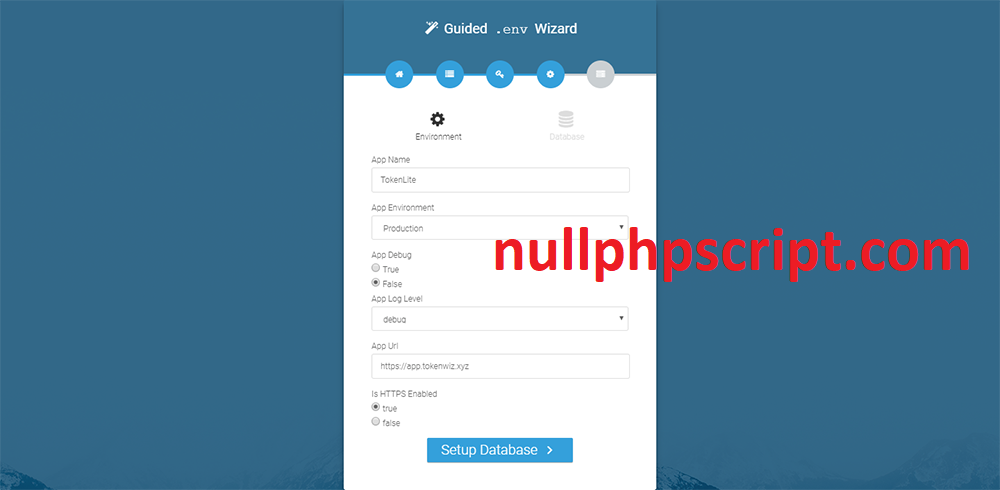 Guided .env Wizard
Environment
Database
App Name
TokenLite
App Environment
Production
nullphpscript.com
App Debug
True
False
App Log Level
debug
App Url
https://app.tokenwiz.xyz
Is HTTPS Enabled
true
false
Setup Database